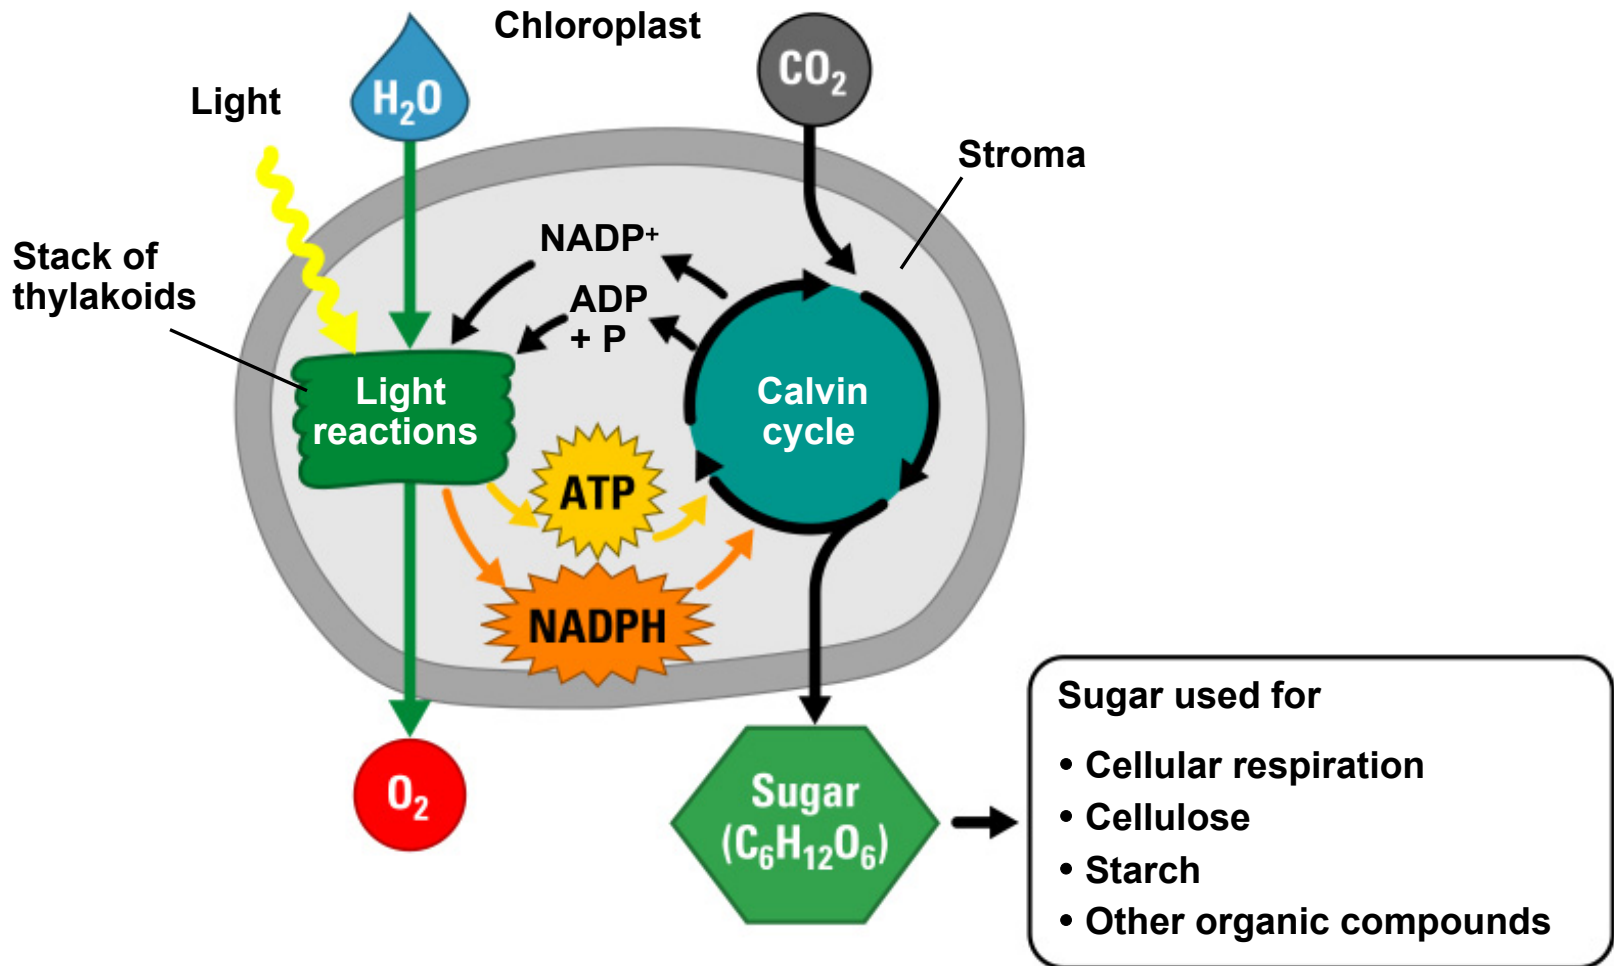 Chloroplast
H₂O
CO₂
Light
Stroma
Stack of
thylakoids
NADP⁺
ADP
+ P
Light
reactions
Calvin
cycle
ATP
NADPH
O₂
Sugar
(C₆H₁₂O₆)
Sugar used for
• Cellular respiration
• Cellulose
• Starch
• Other organic compounds